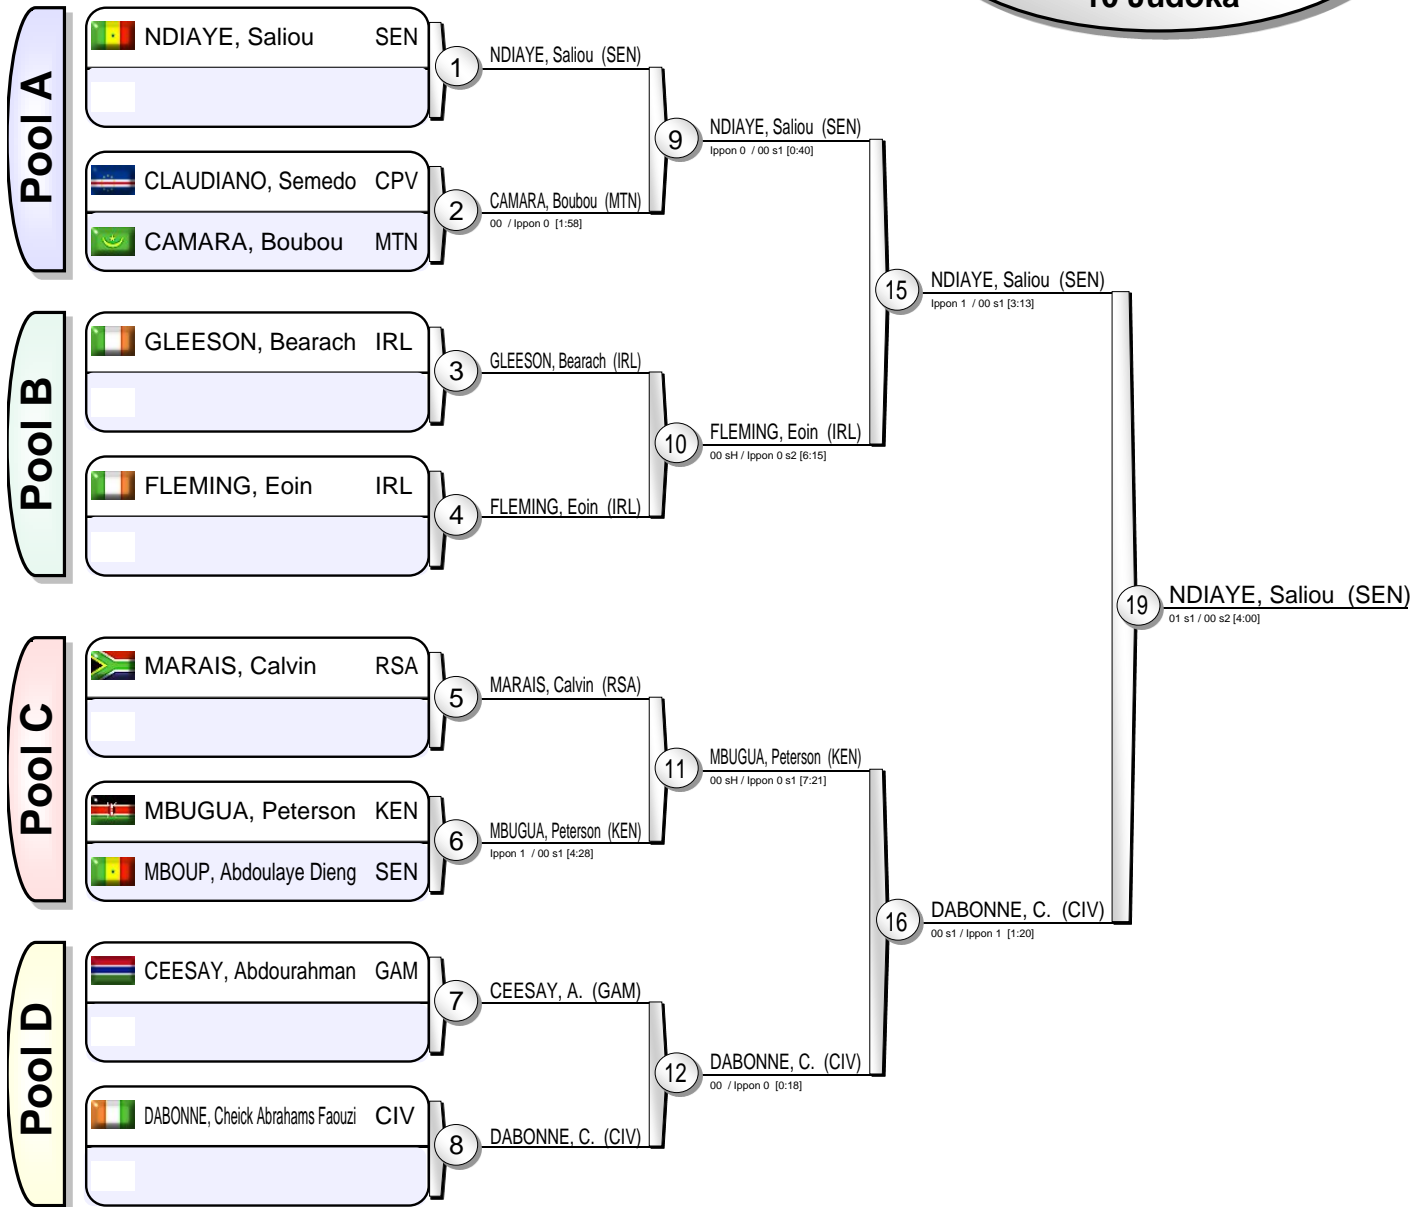 10 Judoka
Pool A
NDIAYE, Saliou SEN
CLAUDIANO, Semedo CPV
CAMARA, Boubou MTN
1
NDIAYE, Saliou (SEN)
2
CAMARA, Boubou (MTN)
00 / Ippon 0 [1:58]
9
NDIAYE, Saliou (SEN)
Ippon 0 / 00 s1 [0:40]
Pool B
GLEESON, Bearach IRL
FLEMING, Eoin IRL
3
GLEESON, Bearach (IRL)
4
FLEMING, Eoin (IRL)
10
FLEMING, Eoin (IRL)
00 sH / Ippon 0 s2 [6:15]
15
NDIAYE, Saliou (SEN)
Ippon 1 / 00 s1 [3:13]
Pool C
MARAIS, Calvin RSA
MBUGUA, Peterson KEN
MBOUP, Abdoulaye Dieng SEN
5
MARAIS, Calvin (RSA)
6
MBUGUA, Peterson (KEN)
Ippon 1 / 00 s1 [4:28]
11
MBUGUA, Peterson (KEN)
00 sH / Ippon 0 s1 [7:21]
Pool D
CEESAY, Abdourahman GAM
DABONNE, Cheick Abrahams Faouzi CIV
7
CEESAY, A. (GAM)
8
DABONNE, C. (CIV)
12
DABONNE, C. (CIV)
00 / Ippon 0 [0:18]
16
DABONNE, C. (CIV)
00 s1 / Ippon 1 [1:20]
19
NDIAYE, Saliou (SEN)
01 s1 / 00 s2 [4:00]